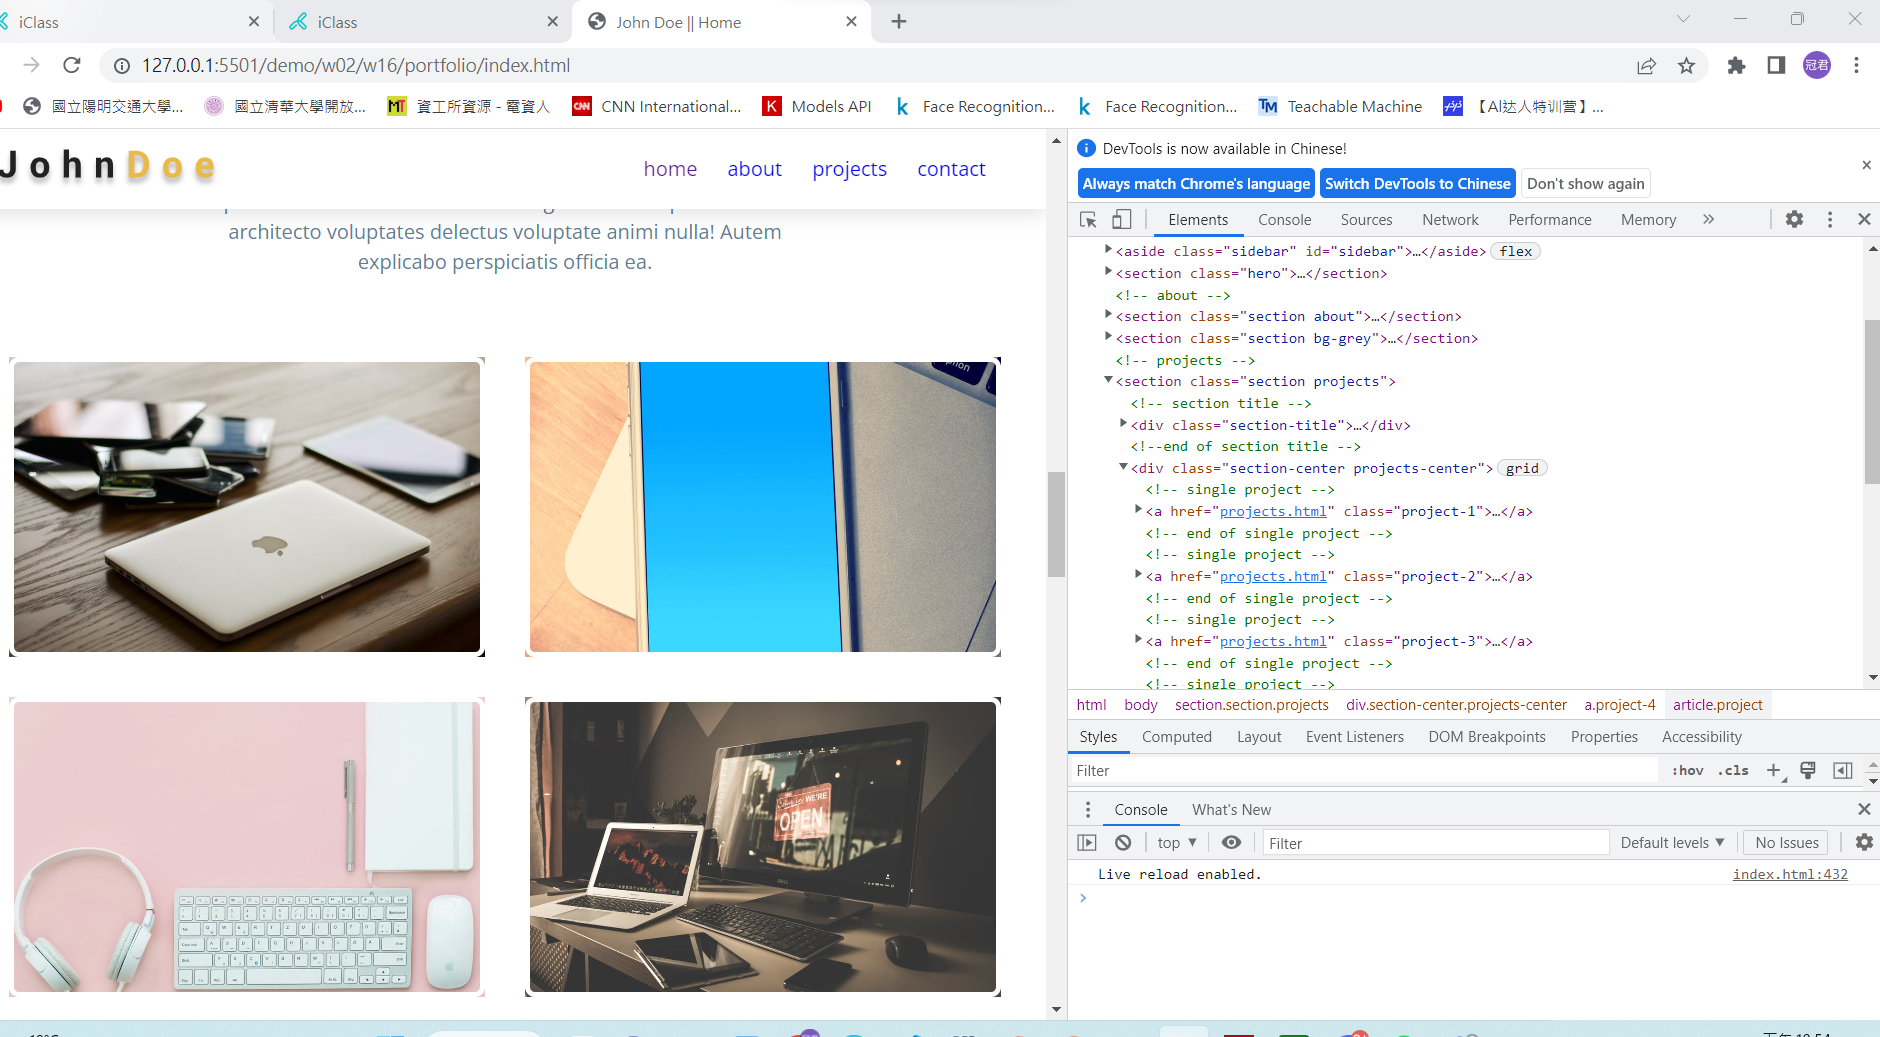 iClass
iClass
John Doe || Home
127.0.0.1:5501/demo/w02/w16/portfolio/index.html
冠君
國立陽明交通大學...
國立清華大學開放...
資工所資源 - 電資人
CNN International...
Models API
Face Recognition...
Face Recognition...
Teachable Machine
【AI达人特训营】...
JohnDoe
home
about
projects
contact
architecto voluptates delectus voluptate animi nulla! Autem
explicabo perspiciatis officia ea.
option
WE'RE
OPEN
DELL
DevTools is now available in Chinese!
Always match Chrome's language
Switch DevTools to Chinese
Don't show again
Elements
Console
Sources
Network
Performance
Memory
<aside class="sidebar" id="sidebar">…</aside> flex
<section class="hero">…</section>
<!-- about -->
<section class="section about">…</section>
<section class="section bg-grey">…</section>
<!-- projects -->
<section class="section projects">
<!-- section title -->
<div class="section-title">…</div>
<!--end of section title -->
<div class="section-center projects-center"> grid
<!-- single project -->
<a href="projects.html" class="project-1">…</a>
<!-- end of single project -->
<!-- single project -->
<a href="projects.html" class="project-2">…</a>
<!-- end of single project -->
<!-- single project -->
<a href="projects.html" class="project-3">…</a>
<!-- end of single project -->
<!-- single project -->
html
body
section.section.projects
div.section-center.projects-center
a.project-4
article.project
Styles
Computed
Layout
Event Listeners
DOM Breakpoints
Properties
Accessibility
Filter
:hov
.cls
Console
What's New
top
Filter
Default levels
No Issues
Live reload enabled.
index.html:432